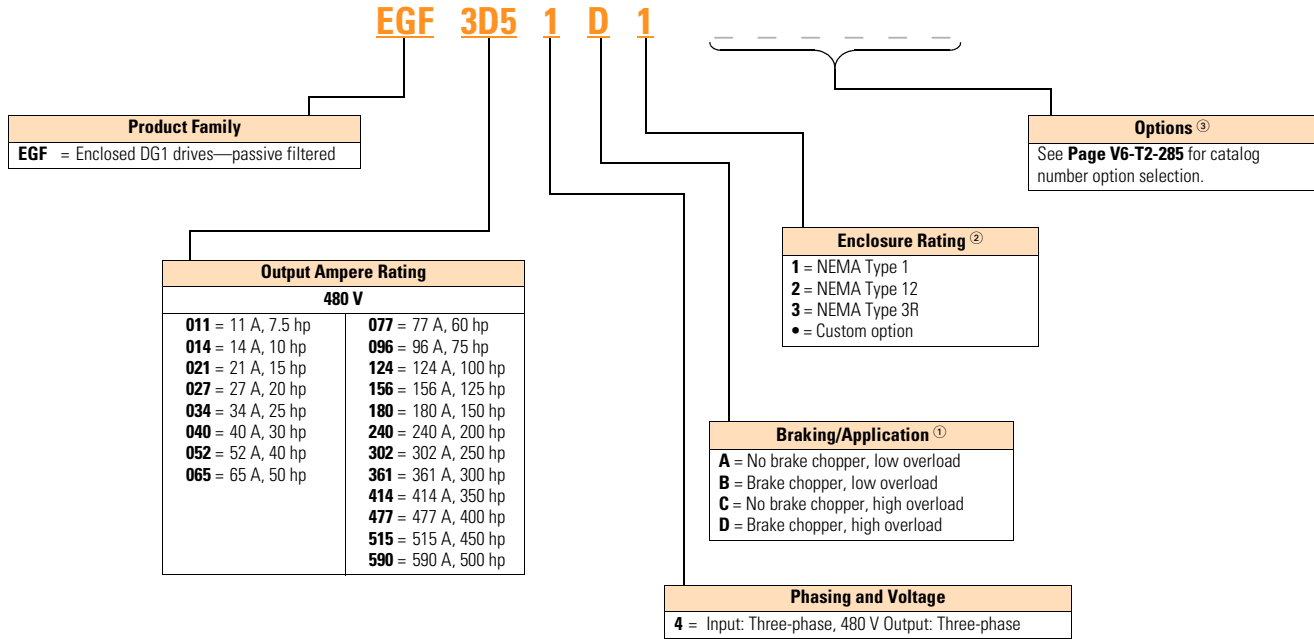 EGF 3D5 1 D 1 _ _ _ _ _ _
Product Family
EGF = Enclosed DG1 drives—passive filtered
Options ③
See Page V6-T2-285 for catalog
number option selection.
Enclosure Rating ②
1 = NEMA Type 1
2 = NEMA Type 12
3 = NEMA Type 3R
• = Custom option
Output Ampere Rating
480 V
011 = 11 A, 7.5 hp
014 = 14 A, 10 hp
021 = 21 A, 15 hp
027 = 27 A, 20 hp
034 = 34 A, 25 hp
040 = 40 A, 30 hp
052 = 52 A, 40 hp
065 = 65 A, 50 hp
077 = 77 A, 60 hp
096 = 96 A, 75 hp
124 = 124 A, 100 hp
156 = 156 A, 125 hp
180 = 180 A, 150 hp
240 = 240 A, 200 hp
302 = 302 A, 250 hp
361 = 361 A, 300 hp
414 = 414 A, 350 hp
477 = 477 A, 400 hp
515 = 515 A, 450 hp
590 = 590 A, 500 hp
Braking/Application ①
A = No brake chopper, low overload
B = Brake chopper, low overload
C = No brake chopper, high overload
D = Brake chopper, high overload
Phasing and Voltage
4 = Input: Three-phase, 480 V Output: Three-phase